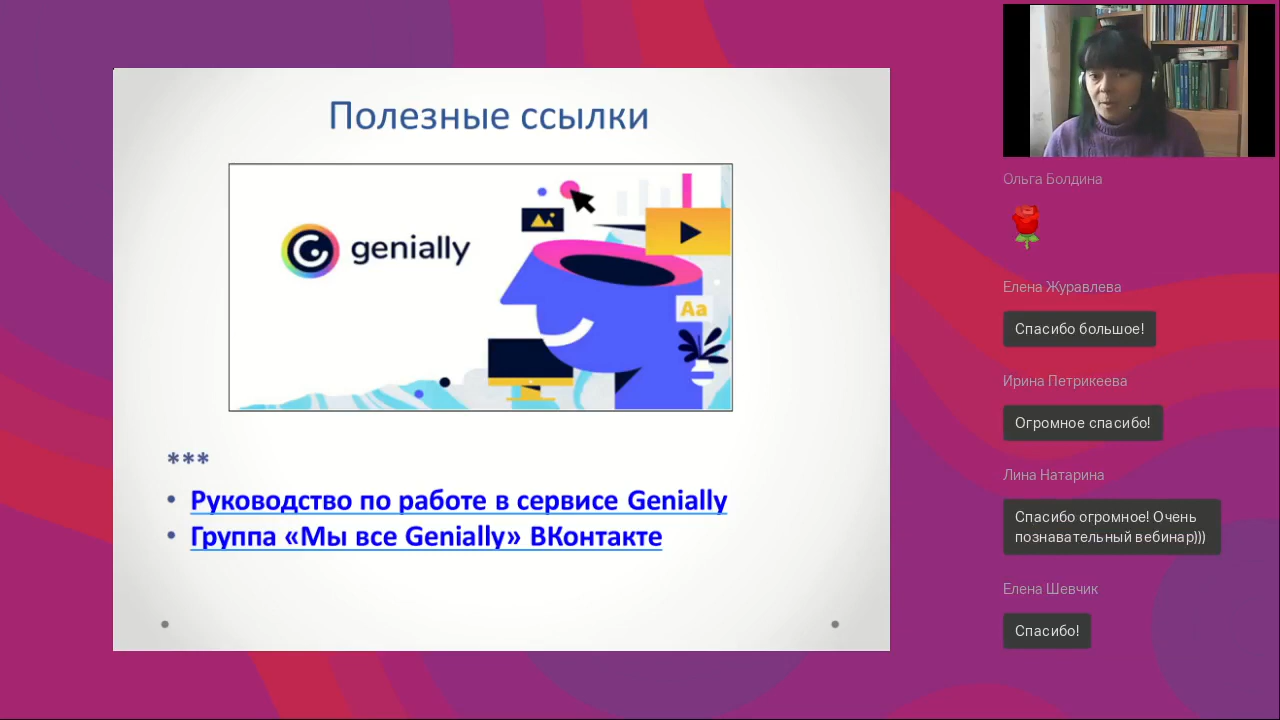 Полезные ссылки
genially
Aa
***
• Руководство по работе в сервисе Genially
• Группа «Мы все Genially» ВКонтакте
Ольга Болдина
Елена Журавлева
Спасибо большое!
Ирина Петрикеева
Огромное спасибо!
Лина Натарина
Спасибо огромное! Очень
познавательный вебинар)))
Елена Шевчик
Спасибо!